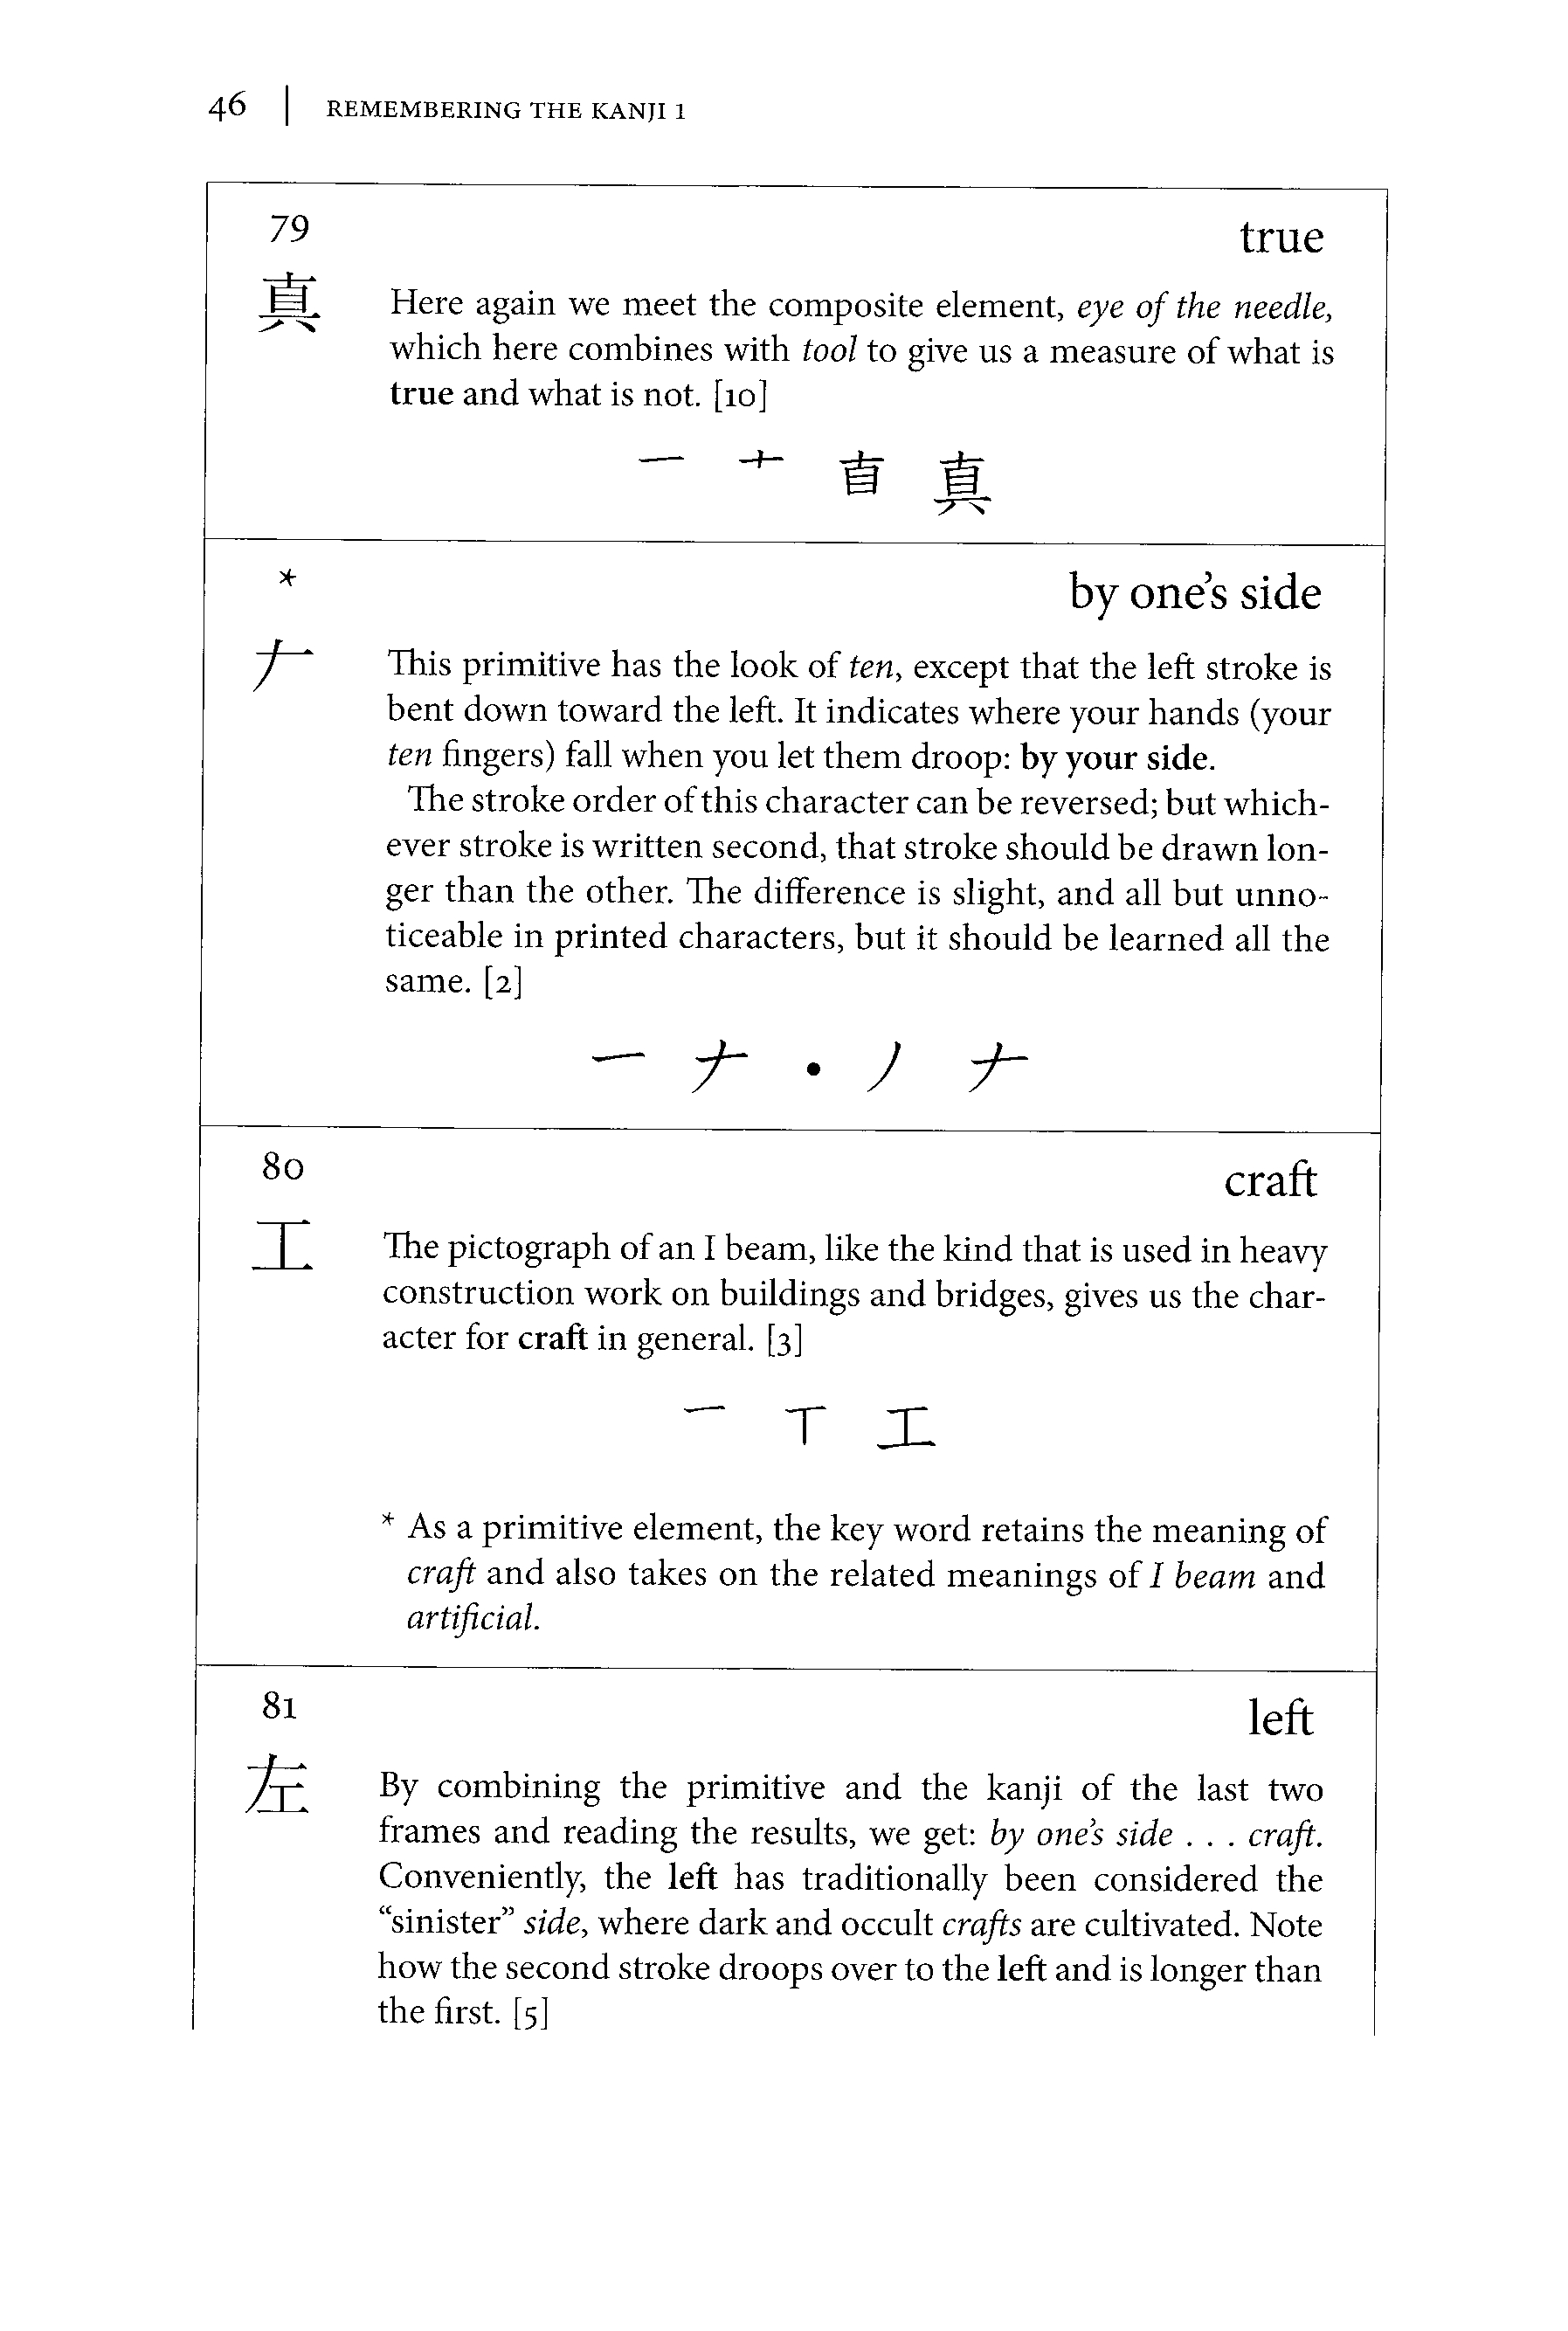 46 | REMEMBERING THE KANJI 1
79
true
真
Here again we meet the composite element, eye of the needle,
which here combines with tool to give us a measure of what is
true and what is not. [10]
一 十 直 真
*
by one's side
𠂇
This primitive has the look of ten, except that the left stroke is
bent down toward the left. It indicates where your hands (your
ten fingers) fall when you let them droop: by your side.
The stroke order of this character can be reversed; but which-
ever stroke is written second, that stroke should be drawn lon-
ger than the other. The difference is slight, and all but unno-
ticeable in printed characters, but it should be learned all the
same. [2]
一 𠂇 • ノ 𠂇
80
craft
工
The pictograph of an I beam, like the kind that is used in heavy
construction work on buildings and bridges, gives us the char-
acter for craft in general. [3]
一 丅 工
* As a primitive element, the key word retains the meaning of
craft and also takes on the related meanings of I beam and
artificial.
81
left
左
By combining the primitive and the kanji of the last two
frames and reading the results, we get: by one's side . . . craft.
Conveniently, the left has traditionally been considered the
“sinister” side, where dark and occult crafts are cultivated. Note
how the second stroke droops over to the left and is longer than
the first. [5]